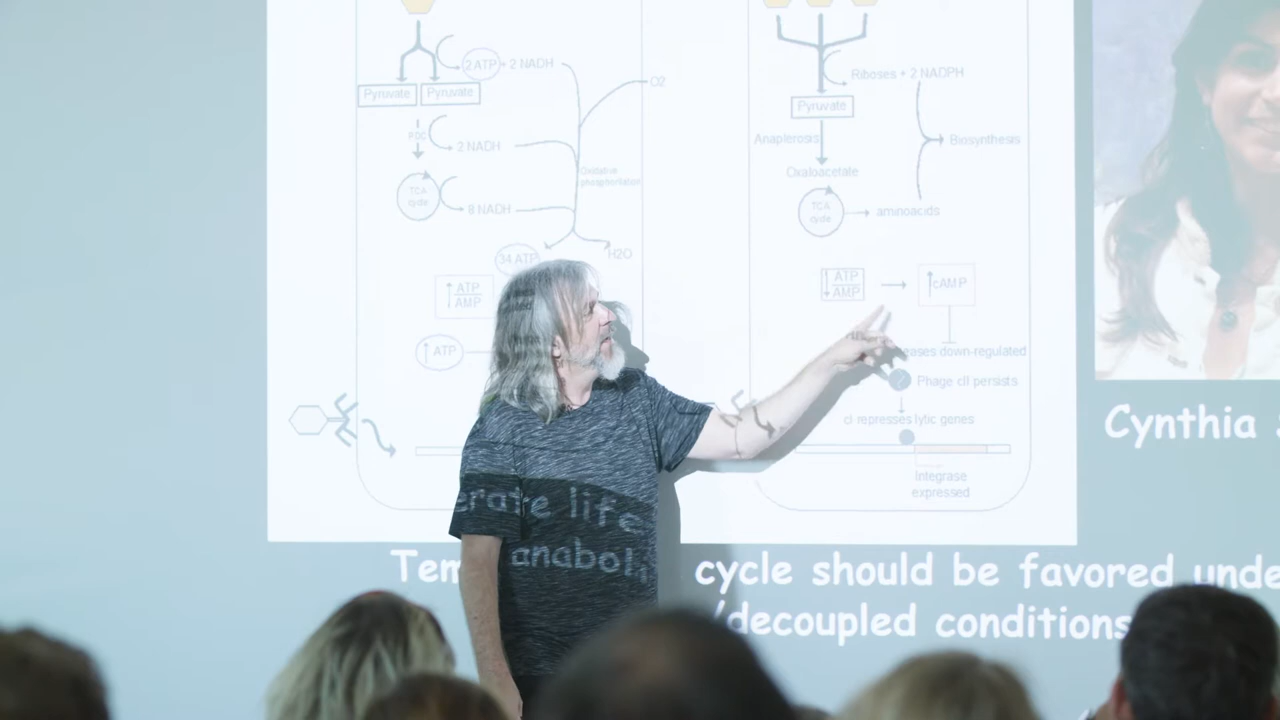 2 ATP + 2 NADH
O2
Pyruvate Pyruvate
PDC
2 NADH
Oxidative
phosphorylation
TCA
cycle
8 NADH
34 ATP
H2O
ATP
AMP
ATP
Riboses + 2 NADPH
Pyruvate
Anaplerosis
Biosynthesis
Oxaloacetate
TCA
cycle
aminoacids
ATP
AMP
cAMP
eases down-regulated
Phage cII persists
cI represses lytic genes
Integrase
expressed
Cynthia
Tem erate life cycle should be favored unde
anaboli /decoupled conditions